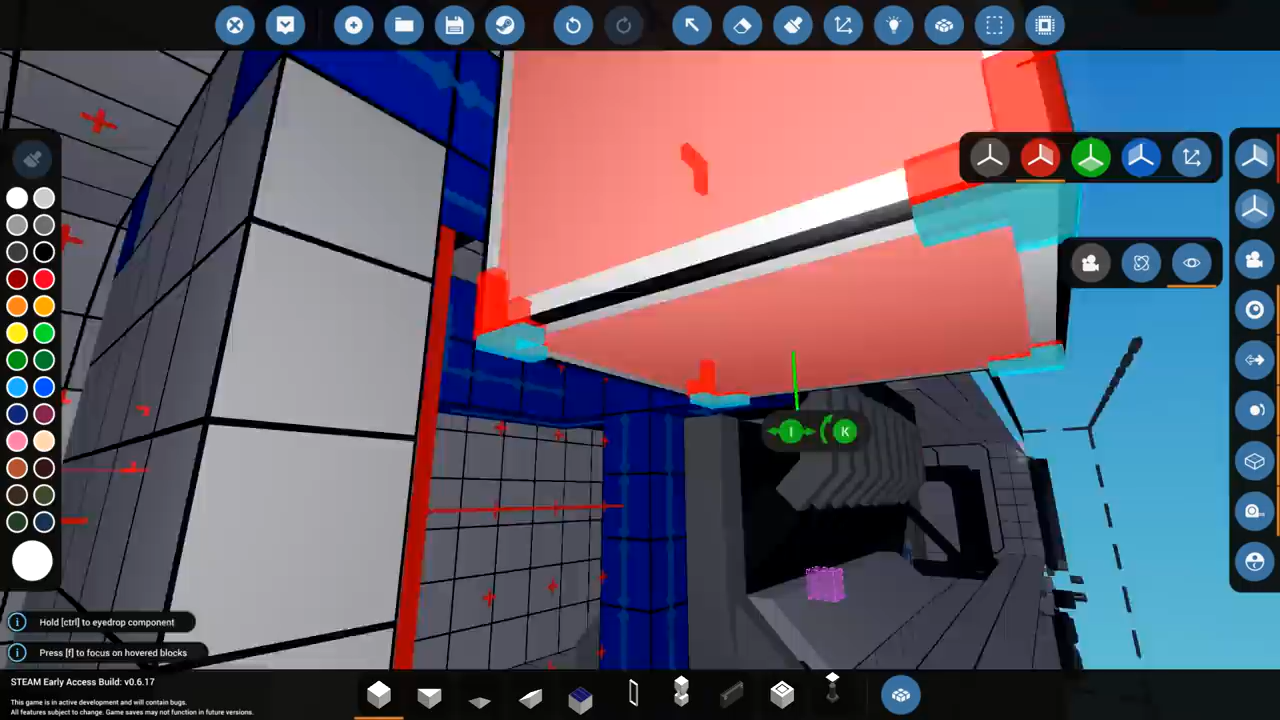 I K
Hold [ctrl] to eyedrop component
Press [f] to focus on hovered blocks
STEAM Early Access Build: v0.6.17
This game is in active development and will contain bugs.
All features subject to change. Game saves may not function in future versions.